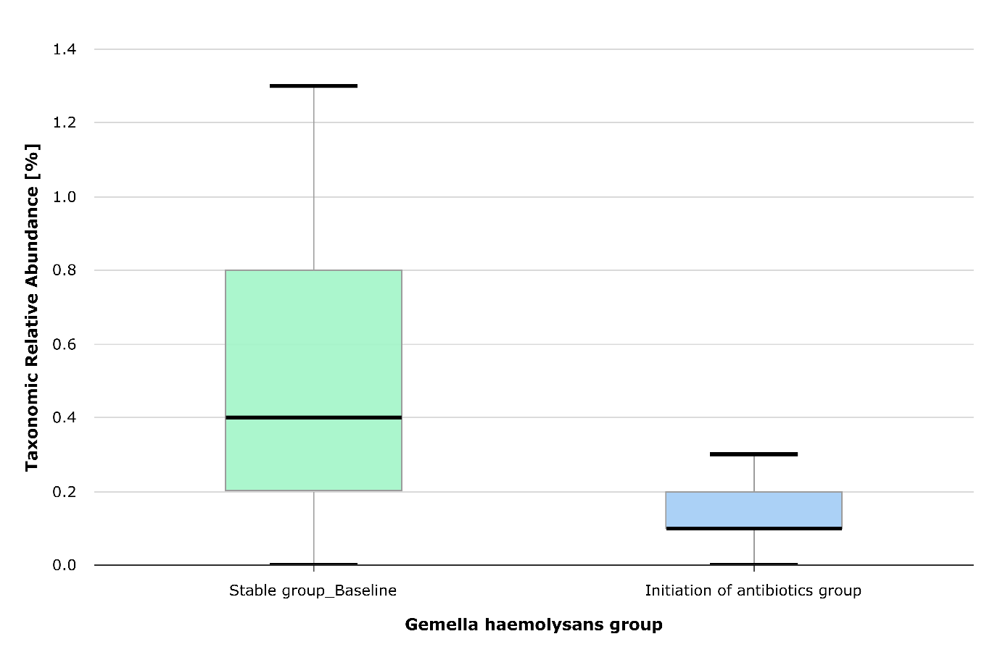 Taxonomic Relative Abundance [%]
1.4
1.2
1.0
0.8
0.6
0.4
0.2
0.0
Stable group_Baseline
Initiation of antibiotics group
Gemella haemolysans group